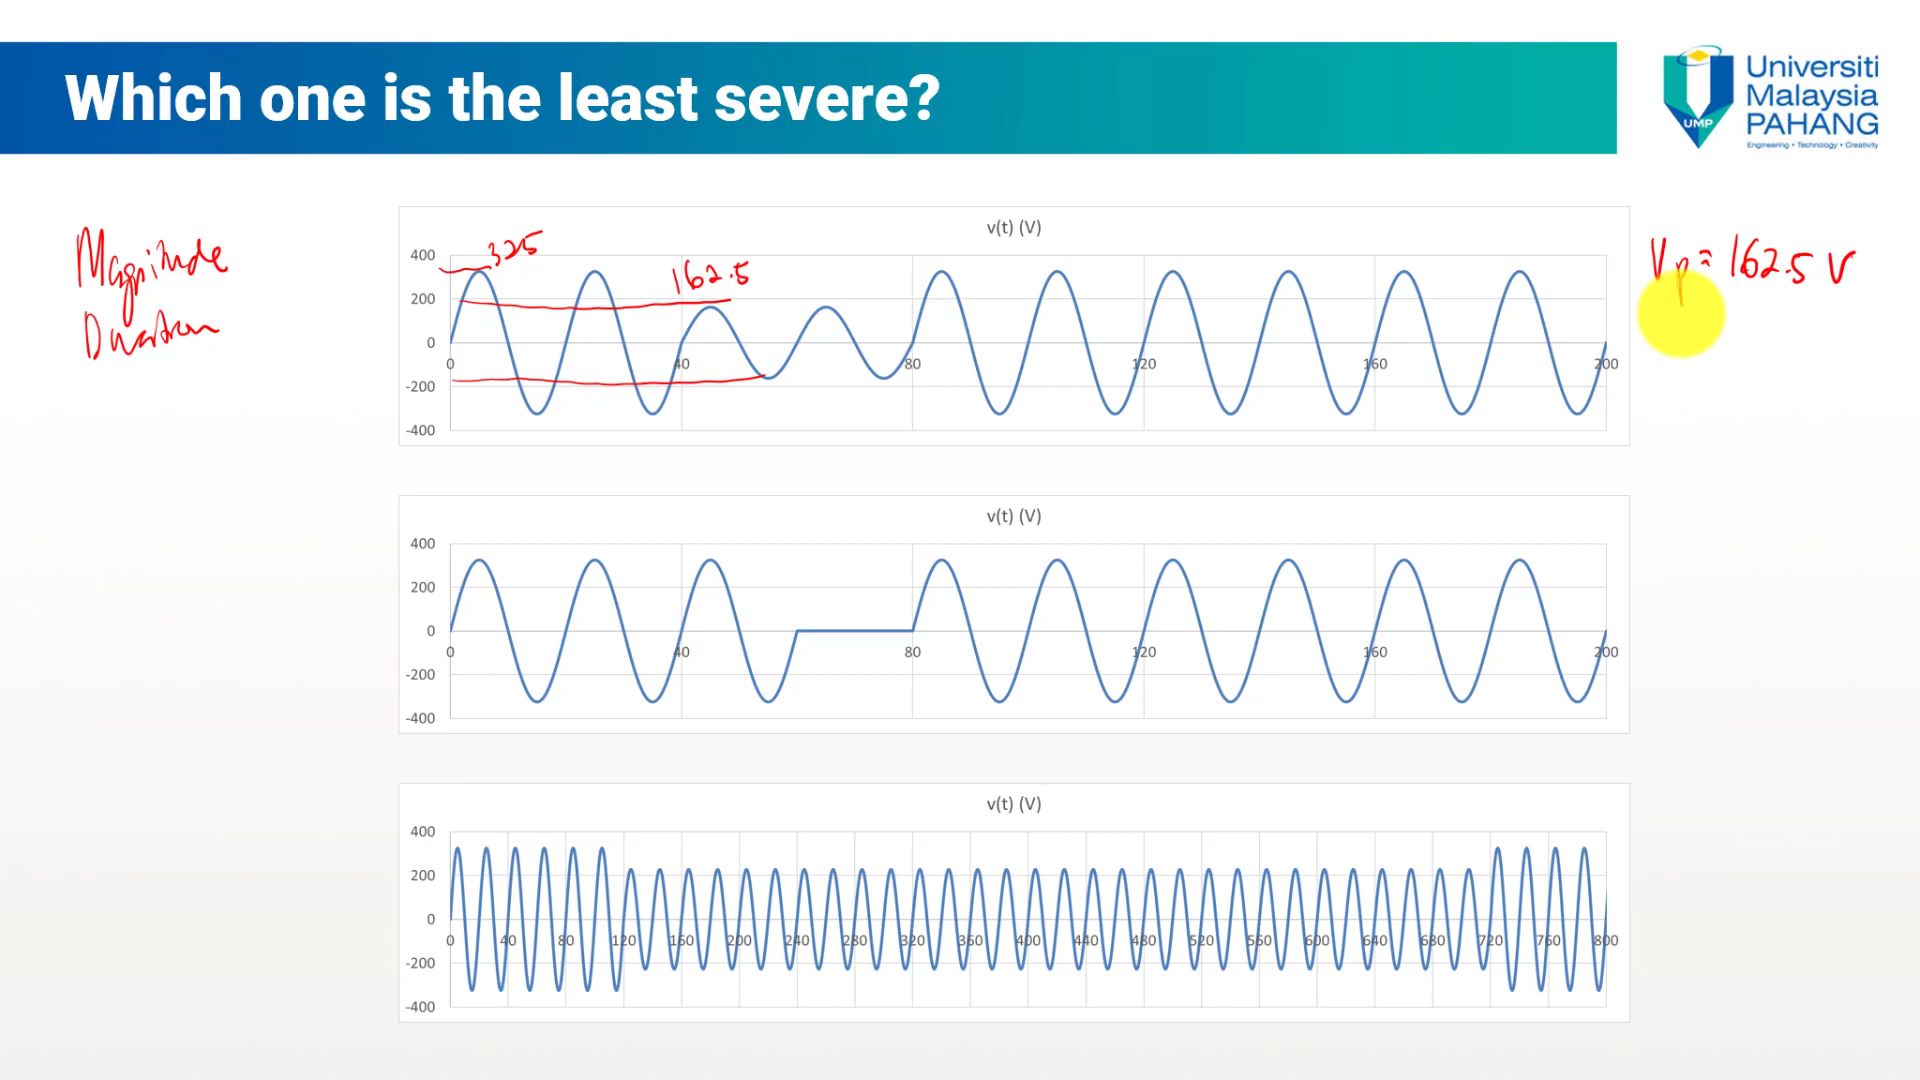 Which one is the least severe?
Universiti
Malaysia
PAHANG
Engineering • Technology • Creativity
UMP
Magnitude
Duration
v(t) (V)
325
162.5
Vp = 162.5 V
400
200
0
-200
-400
0 40 80 120 160 200
v(t) (V)
400
200
0
-200
-400
0 40 80 120 160 200
v(t) (V)
400
200
0
-200
-400
0 40 80 120 160 200 240 280 320 360 400 440 480 520 560 600 640 680 720 760 800